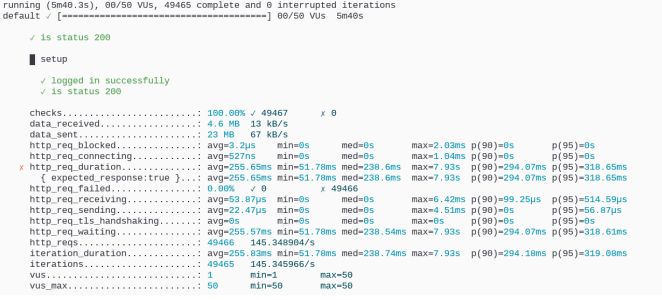 running (5m40.3s), 00/50 VUs, 49465 complete and 0 interrupted iterations
default ✓ [======================================] 00/50 VUs  5m40s

     ✓ is status 200

     █ setup

       ✓ logged in successfully
       ✓ is status 200

     checks.........................: 100.00% ✓ 49467      ✗ 0
     data_received..................: 4.6 MB  13 kB/s
     data_sent......................: 23 MB   67 kB/s
     http_req_blocked...............: avg=3.2µs    min=0s      med=0s       max=2.03ms p(90)=0s       p(95)=0s
     http_req_connecting............: avg=527ns    min=0s      med=0s       max=1.04ms p(90)=0s       p(95)=0s
   ✗ http_req_duration..............: avg=255.65ms min=51.78ms med=238.6ms  max=7.93s  p(90)=294.07ms p(95)=318.65ms
       { expected_response:true }...: avg=255.65ms min=51.78ms med=238.6ms  max=7.93s  p(90)=294.07ms p(95)=318.65ms
     http_req_failed................: 0.00%   ✓ 0          ✗ 49466
     http_req_receiving.............: avg=53.87µs  min=0s      med=0s       max=6.42ms p(90)=99.25µs  p(95)=514.59µs
     http_req_sending...............: avg=22.47µs  min=0s      med=0s       max=4.51ms p(90)=0s       p(95)=56.87µs
     http_req_tls_handshaking.......: avg=0s       min=0s      med=0s       max=0s     p(90)=0s       p(95)=0s
     http_req_waiting...............: avg=255.57ms min=51.78ms med=238.54ms max=7.93s  p(90)=294.07ms p(95)=318.61ms
     http_reqs......................: 49466   145.348904/s
     iteration_duration.............: avg=255.83ms min=51.78ms med=238.74ms max=7.93s  p(90)=294.18ms p(95)=319.08ms
     iterations.....................: 49465   145.345966/s
     vus............................: 1       min=1        max=50
     vus_max........................: 50      min=50       max=50